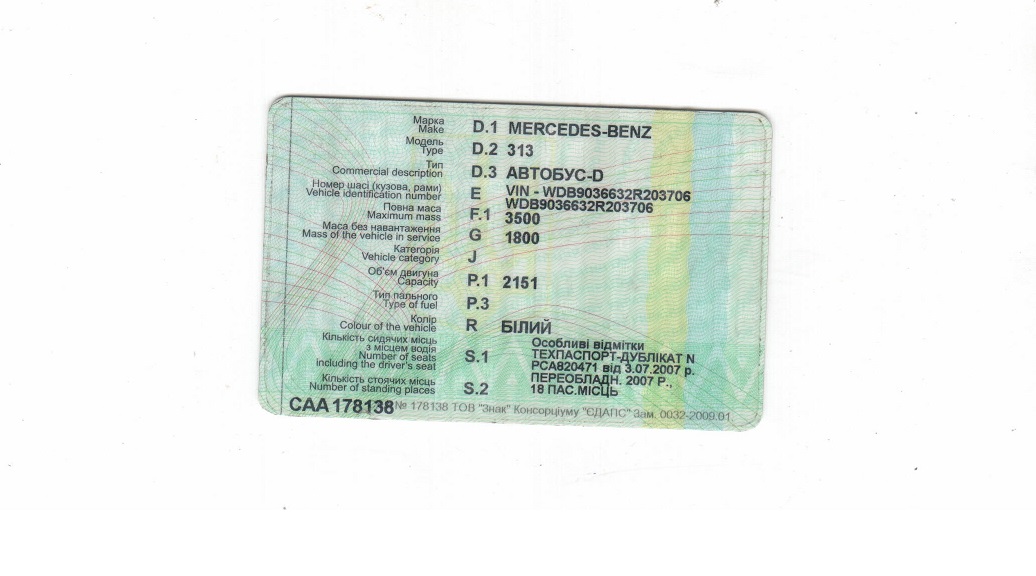 Марка
Make D.1 MERCEDES-BENZ
Модель
Type D.2 313
Тип
Commercial description D.3 АВТОБУС-D
Номер шасі (кузова, рами)
Vehicle identification number E VIN - WDB9036632R203706
WDB9036632R203706
Повна маса
Maximum mass F.1 3500
Маса без навантаження
Mass of the vehicle in service G 1800
Категорія
Vehicle category J
Об'єм двигуна
Capacity P.1 2151
Тип пального
Type of fuel P.3
Колір
Colour of the vehicle R БІЛИЙ
Кількість сидячих місць
з місцем водія
Number of seats
including the driver's seat S.1
Особливі відмітки
ТЕХПАСПОРТ-ДУБЛІКАТ N
РСА820471 від 3.07.2007 р.
ПЕРЕОБЛАДН. 2007 Р.,
18 ПАС.МІСЦЬ
Кількість стоячих місць
Number of standing places S.2
САА 178138 № 178138 ТОВ "Знак" Консорціуму "ЄДАПС" Зам. 0032-2009.01